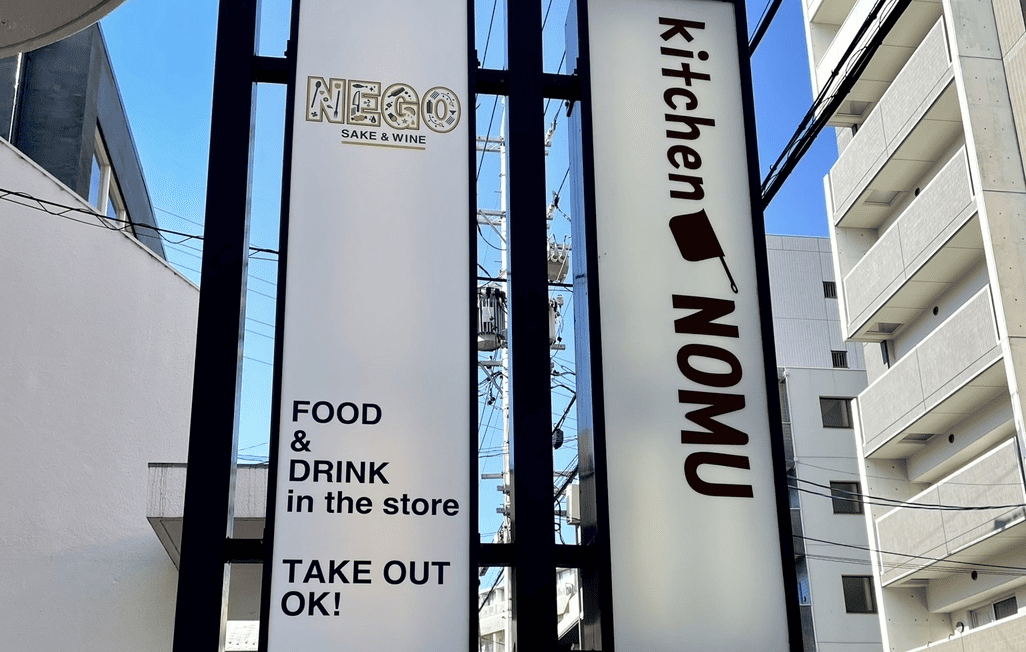 NEGO
SAKE & WINE
FOOD
&
DRINK
in the store
TAKE OUT
OK!
kitchen NOMU